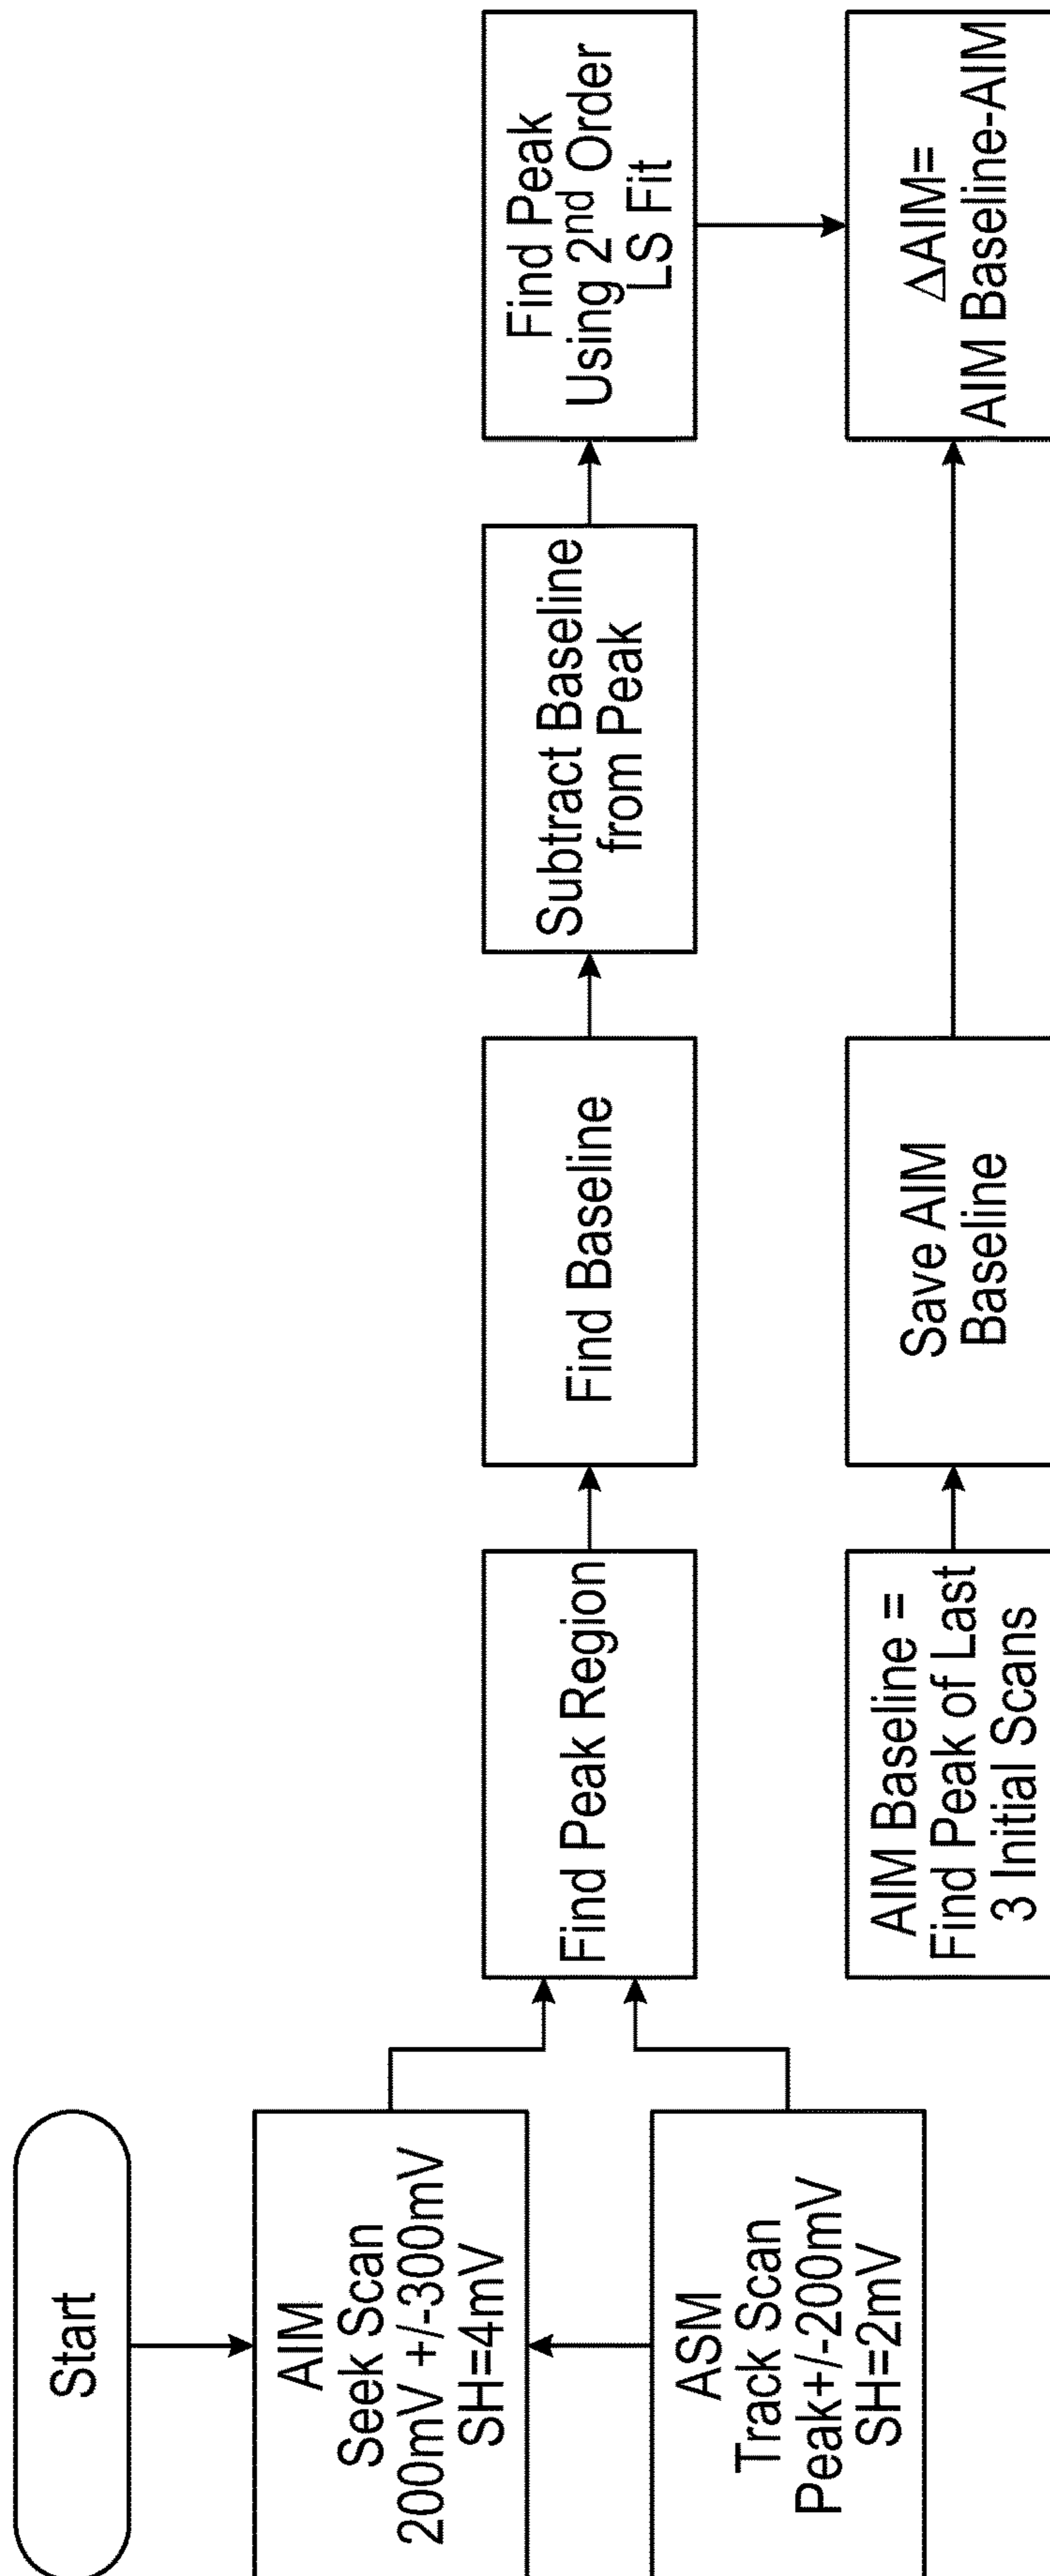 Start
AIM
Seek Scan
200mV +/-300mV
SH=4mV
ASM
Track Scan
Peak+/-200mV
SH=2mV
Find Peak Region
Find Baseline
Subtract Baseline
from Peak
Find Peak
Using 2nd Order
LS Fit
AIM Baseline =
Find Peak of Last
3 Initial Scans
Save AIM
Baseline
ΔAIM=
AIM Baseline-AIM